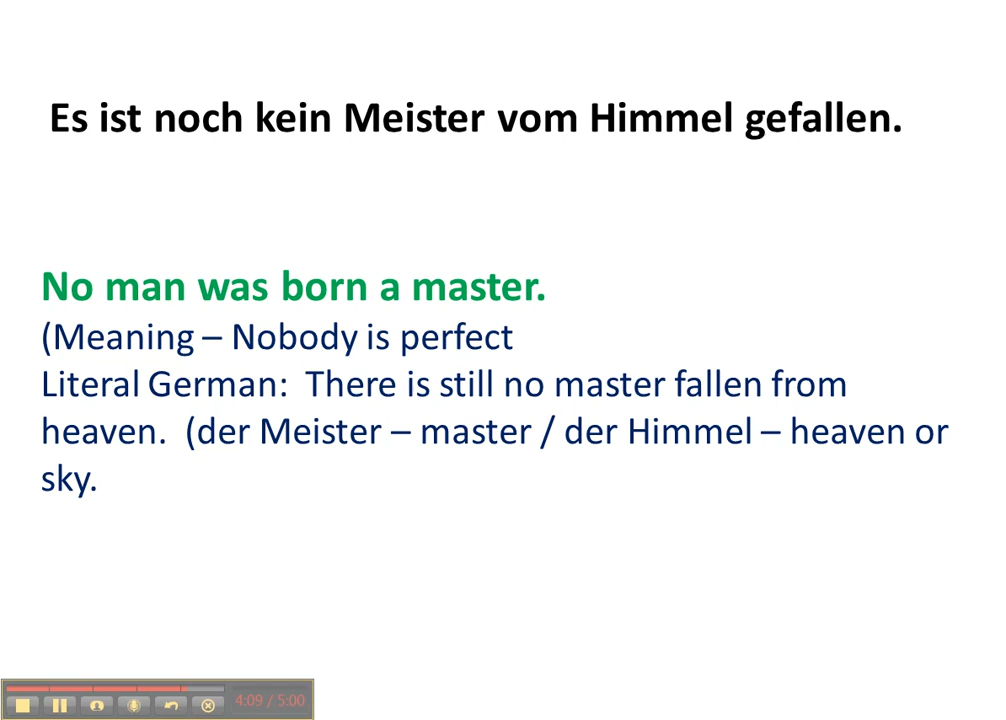 Es ist noch kein Meister vom Himmel gefallen.
No man was born a master.
(Meaning – Nobody is perfect
Literal German:  There is still no master fallen from
heaven.  (der Meister – master / der Himmel – heaven or
sky.
4:09 / 5:00